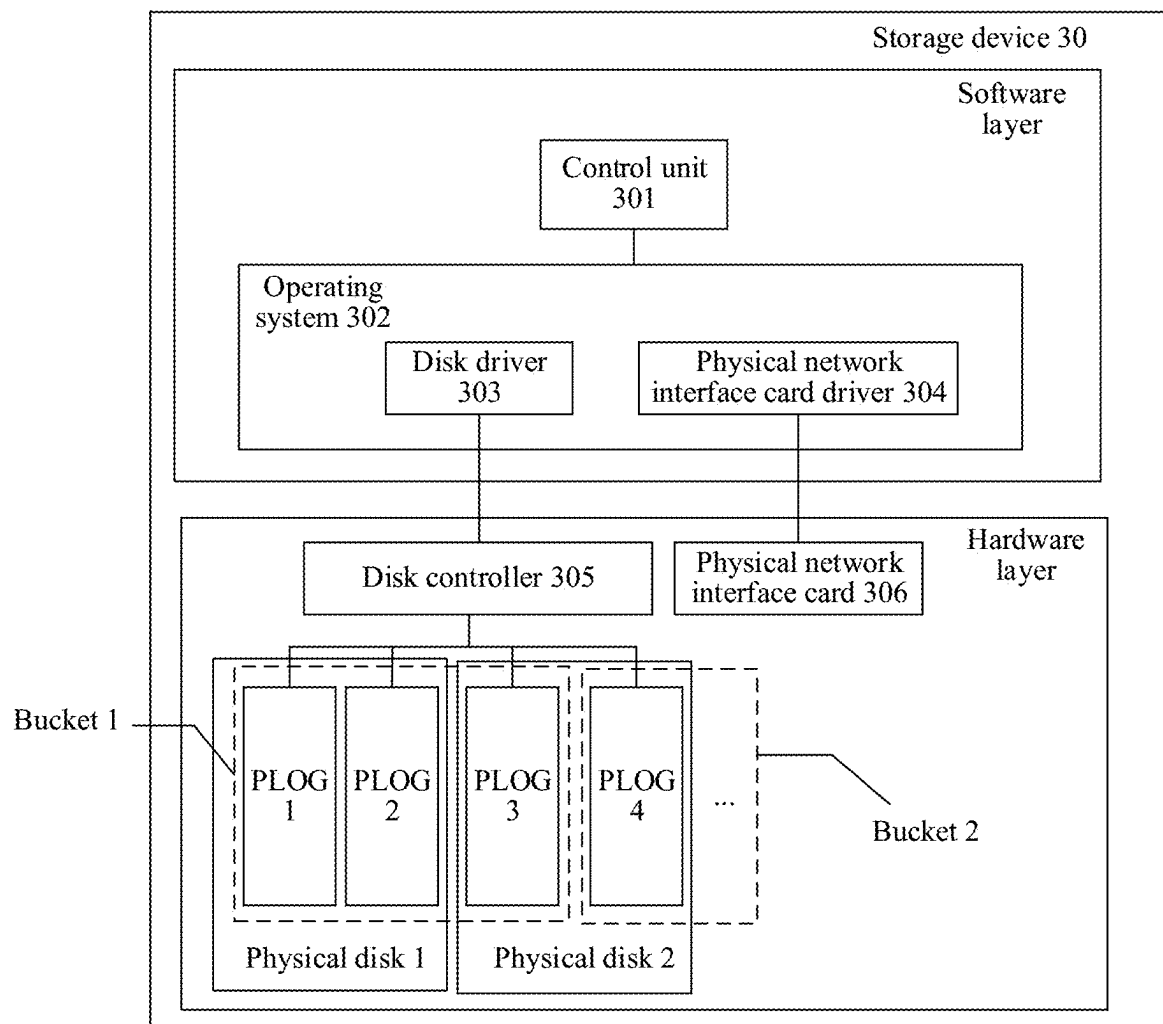 Storage device 30
Software
layer
Control unit
301
Operating
system 302
Disk driver
303
Physical network
interface card driver 304
Hardware
layer
Disk controller 305
Physical network
interface card 306
Bucket 1
PLOG
1
PLOG
2
PLOG
3
PLOG
4
...
Bucket 2
Physical disk 1
Physical disk 2